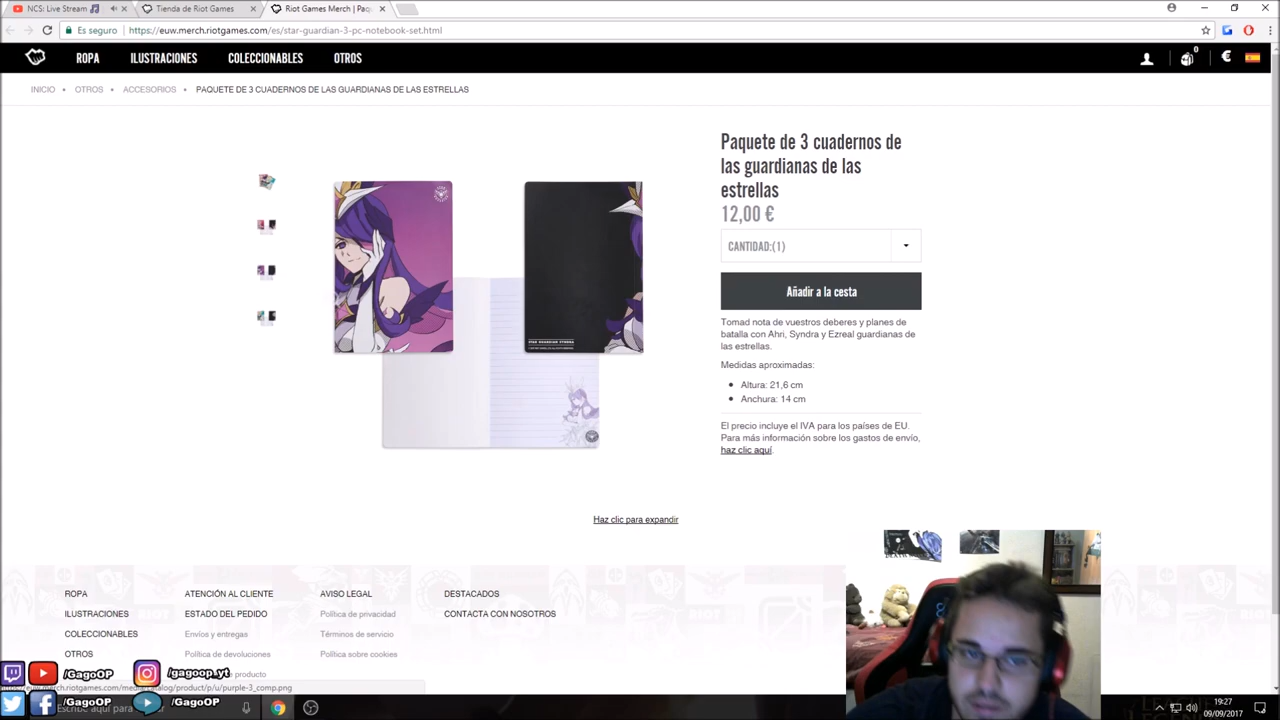 NCS: Live Stream
Tienda de Riot Games
Riot Games Merch | Paq
Es seguro
https://euw.merch.riotgames.com/es/star-guardian-3-pc-notebook-set.html
ROPA
ILUSTRACIONES
COLECCIONABLES
OTROS
0
€
INICIO • OTROS • ACCESORIOS • PAQUETE DE 3 CUADERNOS DE LAS GUARDIANAS DE LAS ESTRELLAS
Paquete de 3 cuadernos de
las guardianas de las
estrellas
12,00 €
CANTIDAD:(1)
Añadir a la cesta
Tomad nota de vuestros deberes y planes de
batalla con Ahri, Syndra y Ezreal guardianas de
las estrellas.
Medidas aproximadas:
• Altura: 21,6 cm
• Anchura: 14 cm
El precio incluye el IVA para los países de EU.
Para más información sobre los gastos de envío,
haz clic aquí.
STAR GUARDIAN SYNDRA
Haz clic para expandir
ROPA
ILUSTRACIONES
COLECCIONABLES
OTROS
ATENCIÓN AL CLIENTE
ESTADO DEL PEDIDO
Envíos y entregas
Política de devoluciones
producto
AVISO LEGAL
Política de privacidad
Términos de servicio
Política sobre cookies
DESTACADOS
CONTACTA CON NOSOTROS
/GagoOP
/gagoop_yt
/GagoOP
/GagoOP
19:27
09/09/2017